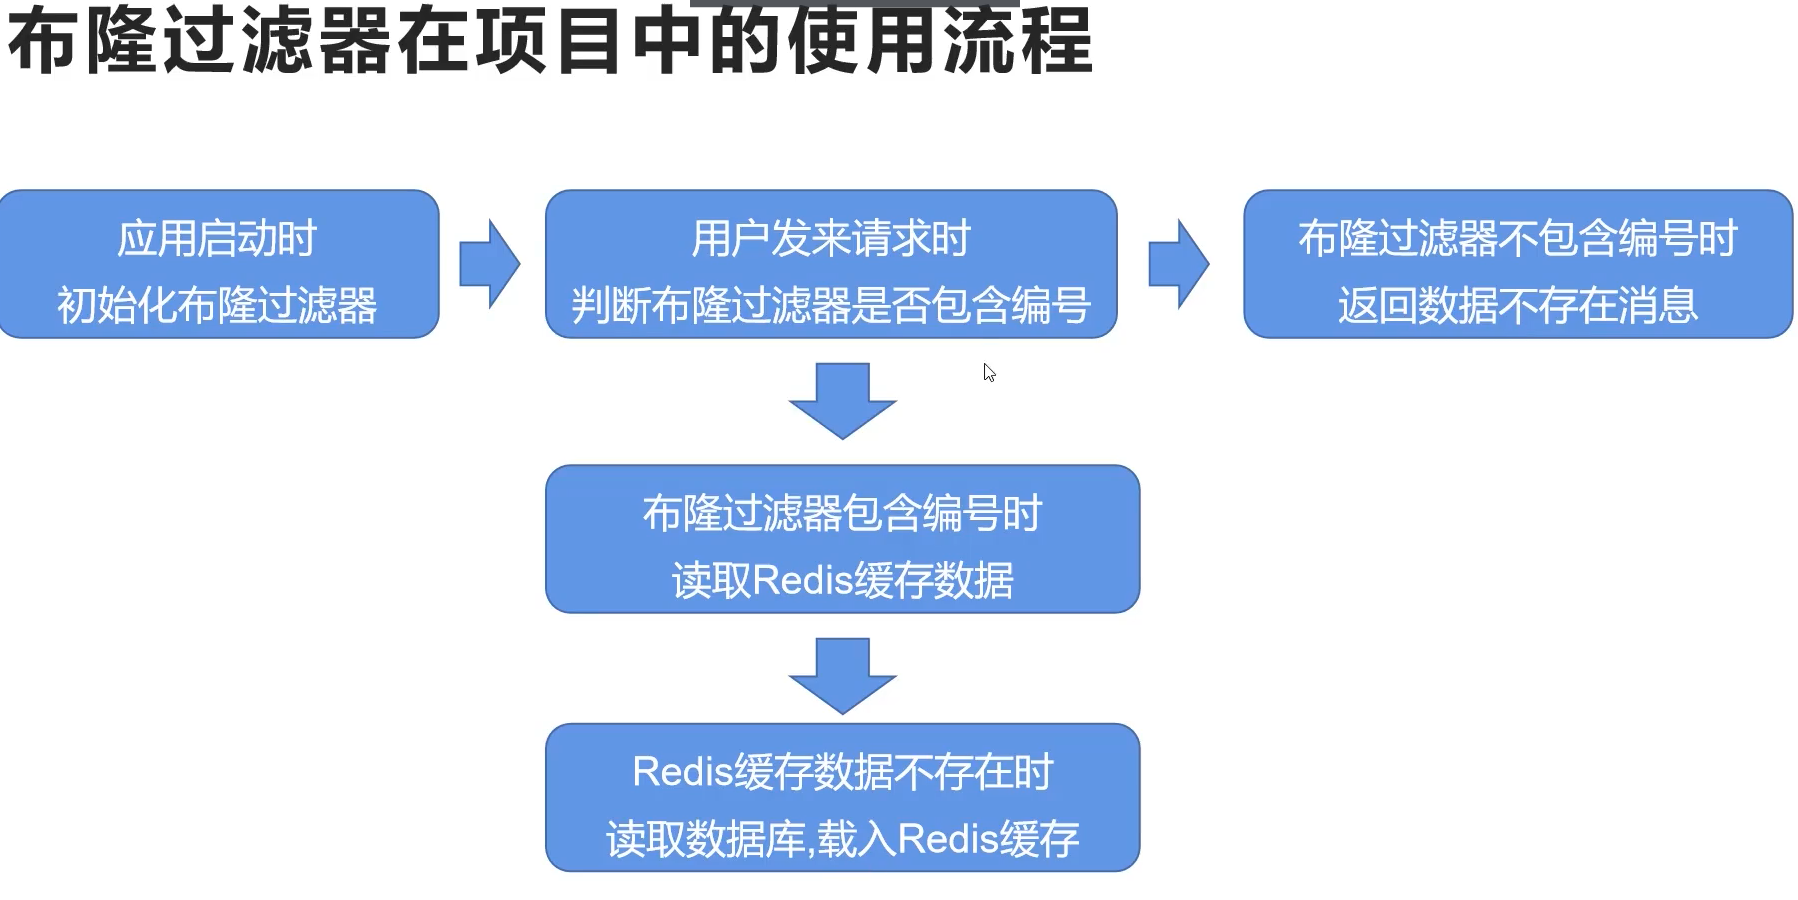 布隆过滤器在项目中的使用流程
应用启动时
初始化布隆过滤器
用户发来请求时
判断布隆过滤器是否包含编号
布隆过滤器不包含编号时
返回数据不存在消息
布隆过滤器包含编号时
读取Redis缓存数据
Redis缓存数据不存在时
读取数据库,载入Redis缓存